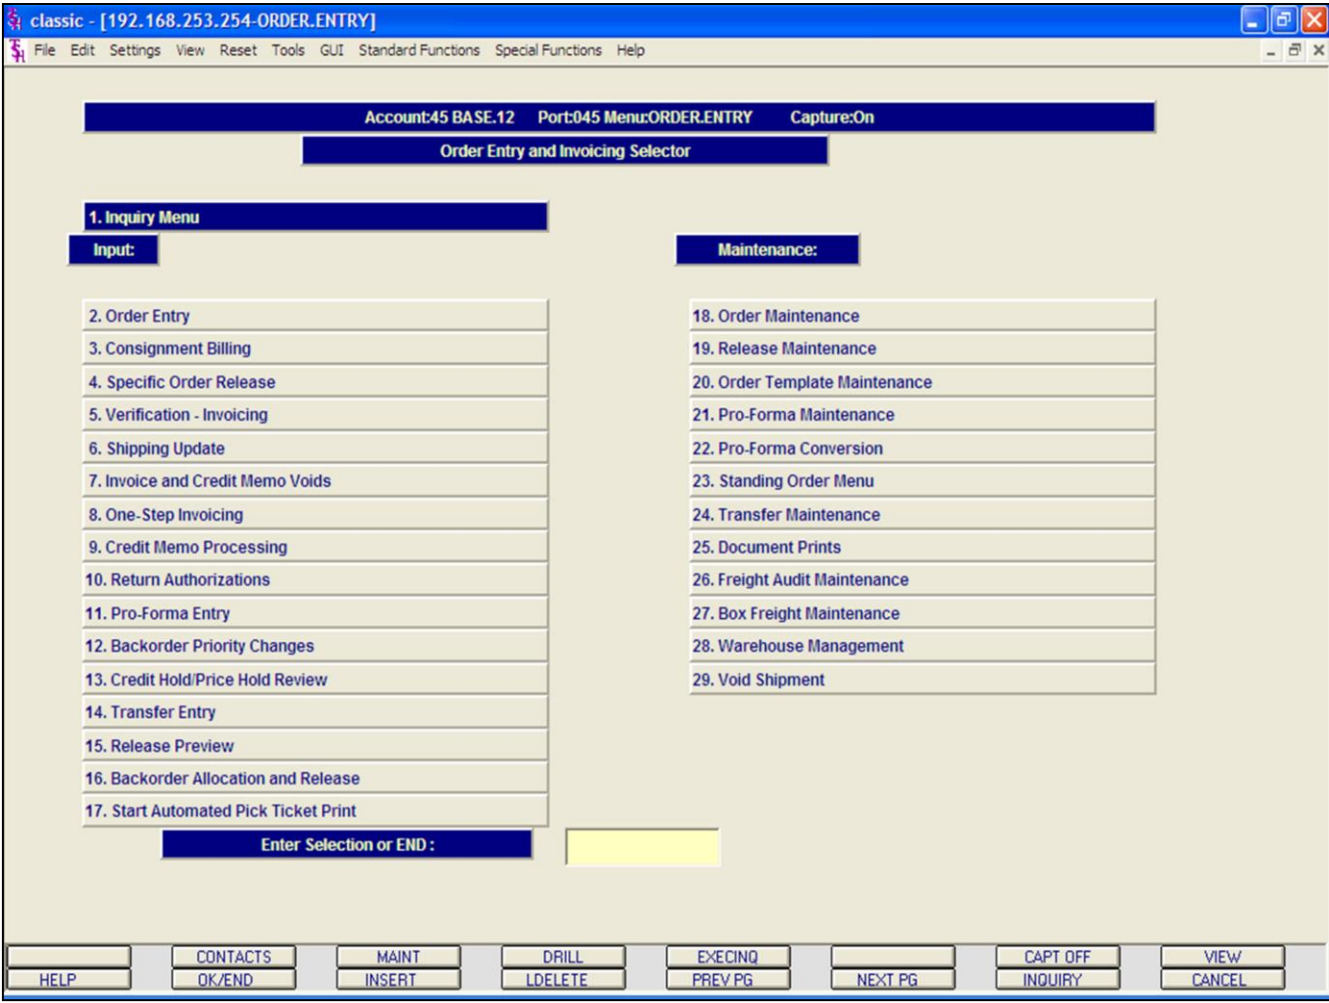 classic - [192.168.253.254-ORDER.ENTRY]
File Edit Settings View Reset Tools GUI Standard Functions Special Functions Help
Account:45 BASE.12 Port:045 Menu:ORDER.ENTRY Capture:On
Order Entry and Invoicing Selector
1. Inquiry Menu
Input:
Maintenance:
2. Order Entry
3. Consignment Billing
4. Specific Order Release
5. Verification - Invoicing
6. Shipping Update
7. Invoice and Credit Memo Voids
8. One-Step Invoicing
9. Credit Memo Processing
10. Return Authorizations
11. Pro-Forma Entry
12. Backorder Priority Changes
13. Credit Hold/Price Hold Review
14. Transfer Entry
15. Release Preview
16. Backorder Allocation and Release
17. Start Automated Pick Ticket Print
18. Order Maintenance
19. Release Maintenance
20. Order Template Maintenance
21. Pro-Forma Maintenance
22. Pro-Forma Conversion
23. Standing Order Menu
24. Transfer Maintenance
25. Document Prints
26. Freight Audit Maintenance
27. Box Freight Maintenance
28. Warehouse Management
29. Void Shipment
Enter Selection or END :
CONTACTS MAINT DRILL EXECINQ CAPT OFF VIEW
HELP OK/END INSERT LDELETE PREV PG NEXT PG INQUIRY CANCEL